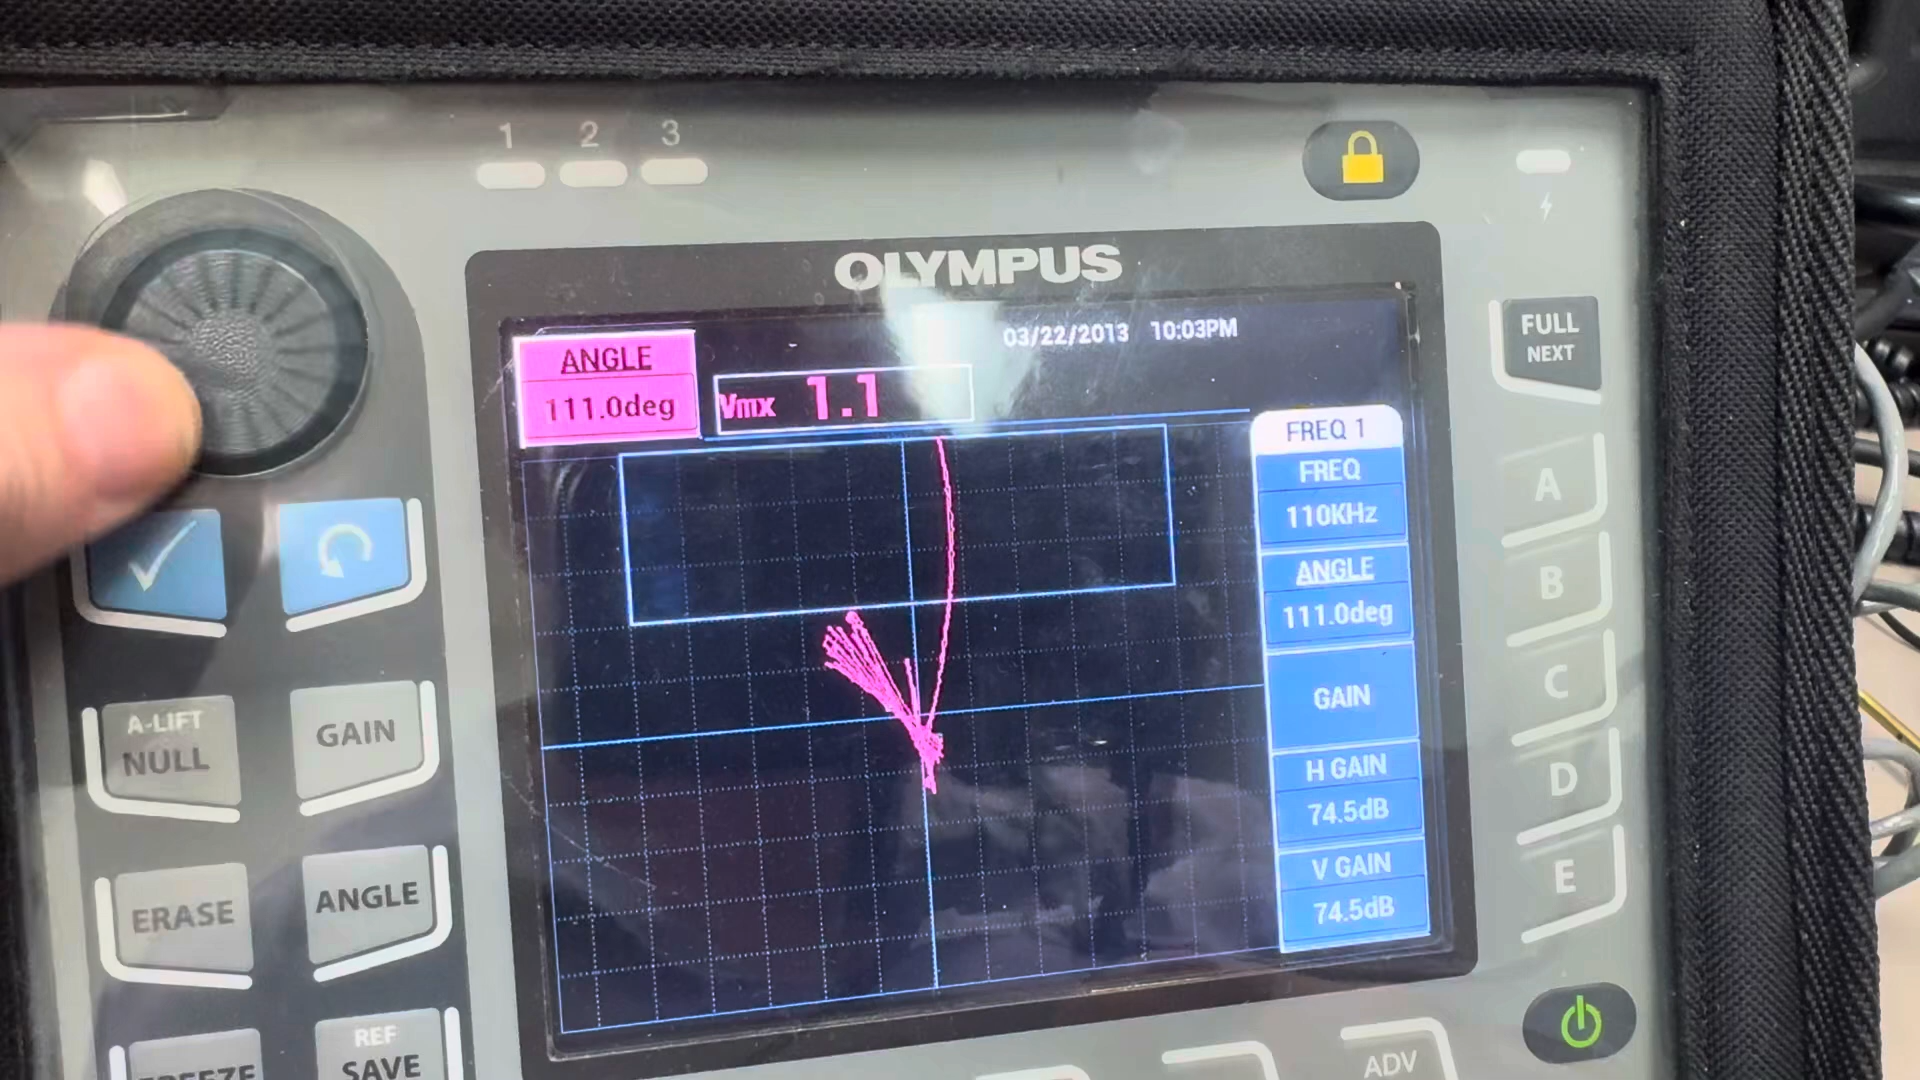 1 2 3
OLYMPUS
03/22/2013 10:03PM
ANGLE
111.0deg
Vmx 1.1
FULL
NEXT
FREQ 1
FREQ
110KHz
ANGLE
111.0deg
GAIN
H GAIN
74.5dB
V GAIN
74.5dB
A
B
C
D
E
A-LIFT
NULL
GAIN
ERASE
ANGLE
FREEZE
REF
SAVE
ADV